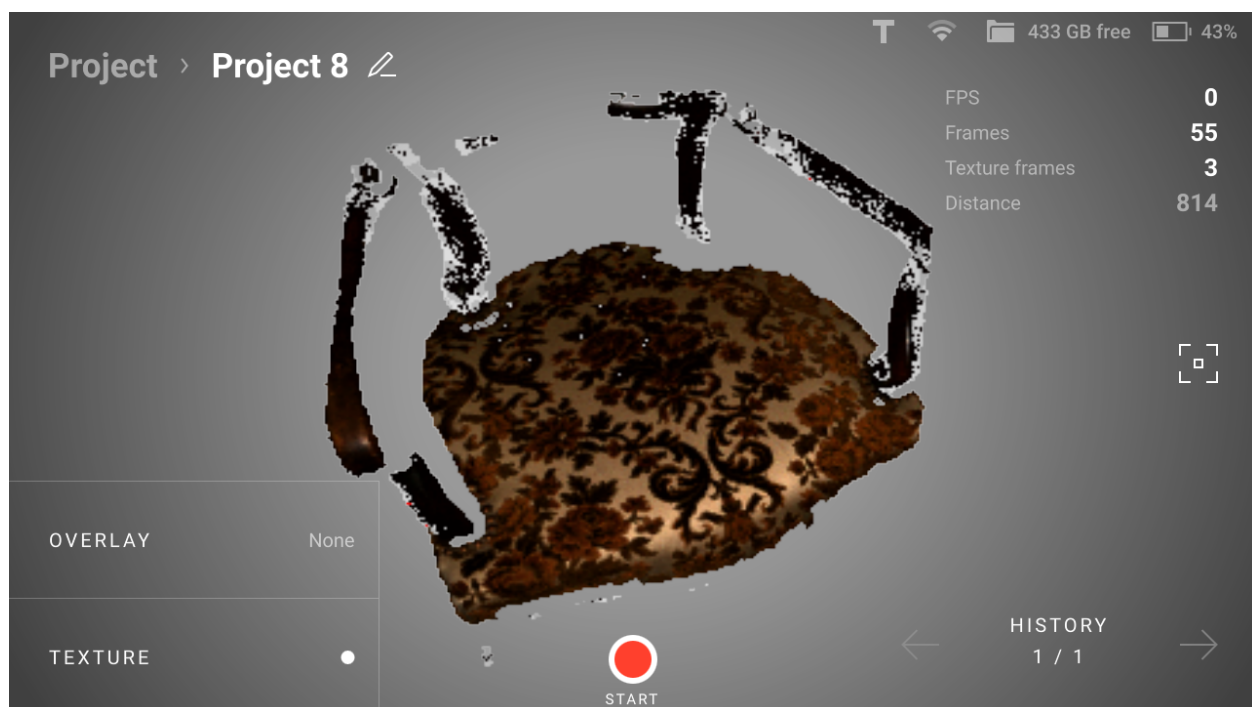 433 GB free 43%
Project › Project 8
FPS 0
Frames 55
Texture frames 3
Distance 814
OVERLAY None
TEXTURE
HISTORY
1 / 1
START